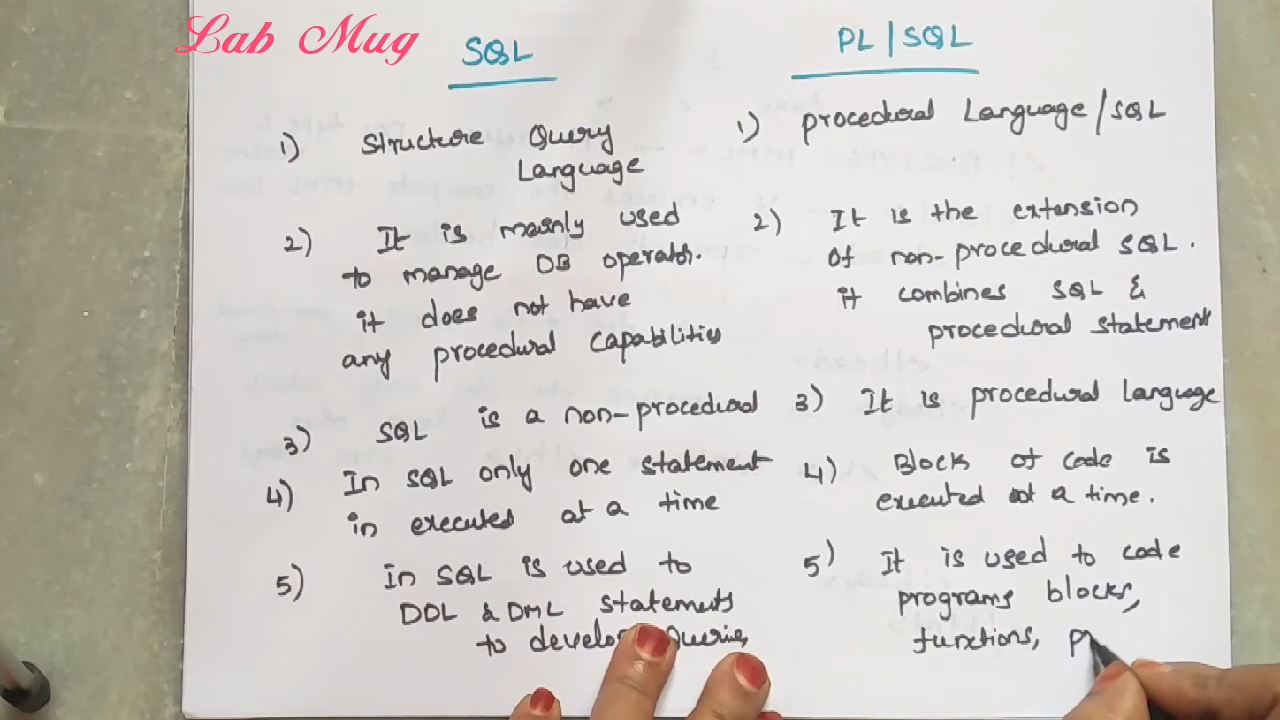 Lab Mug
SQL
1) Structure Query
Language
2) It is mainly used
to manage DB operator.
it does not have
any procedural capabilities
3) SQL is a non-procedural
4) In SQL only one statement
in executed at a time
5) In SQL is used to
DDL & DML statements
to develop Queries
PL/SQL
1) procedural Language/SQL
2) It is the extension
of non-procedural SQL.
it combines SQL &
procedural statement
3) It is procedural language
4) Block of code is
executed at a time.
5) It is used to code
programs blocks,
functions, p